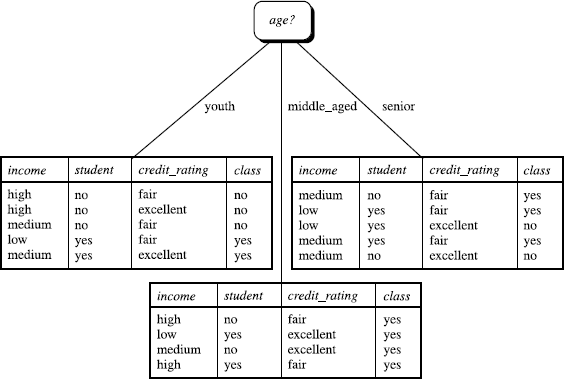 age?
youth
middle_aged
senior
income student credit_rating class
high no fair no
high no excellent no
medium no fair no
low yes fair yes
medium yes excellent yes
income student credit_rating class
medium no fair yes
low yes fair yes
low yes excellent no
medium yes fair yes
medium no excellent no
income student credit_rating class
high no fair yes
low yes excellent yes
medium no excellent yes
high yes fair yes